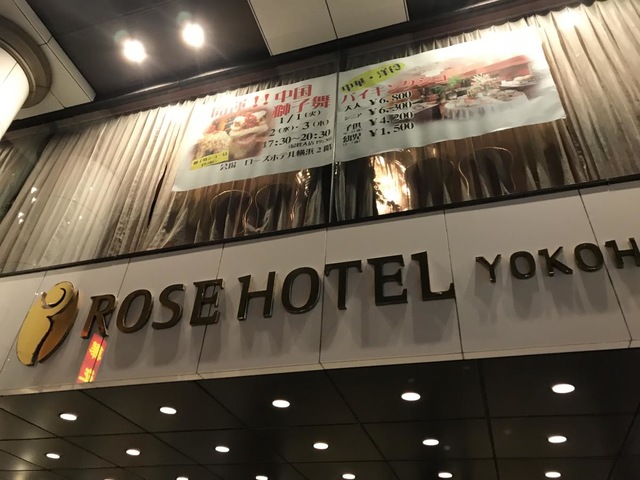 中国
獅子舞
1/1(火)
2(水)・3(木)
17:30~20:30
会場 ローズホテル横浜2階
中華・洋食
バイキングショー
大人 ¥6,800
シニア ¥6,300
子供 ¥4,200
幼児 ¥1,500
ROSE HOTEL YOKOH